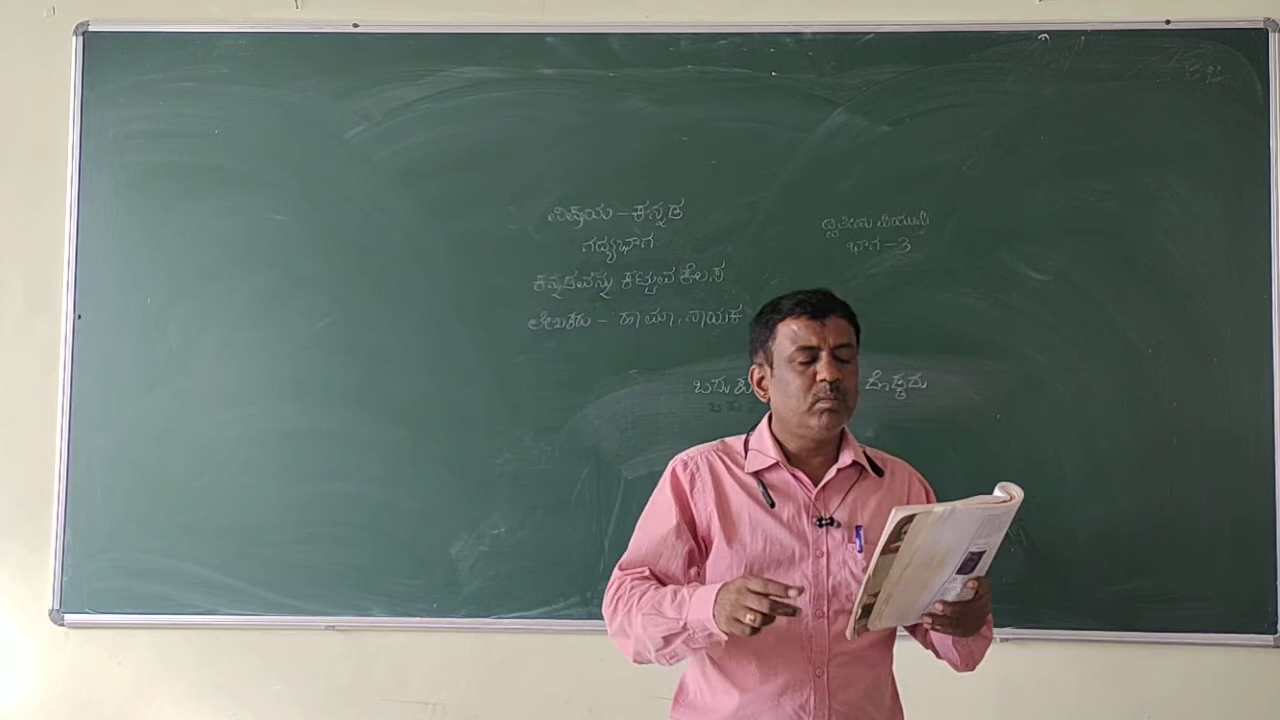 ವಿಷಯ - ಕನ್ನಡ
ಗದ್ಯಭಾಗ
ಕನ್ನಡವನ್ನು ಕಟ್ಟುವ ಕೆಲಸ
ಲೇಖಕರು - ಹಾ ಮಾ. ನಾಯಕ
ದ್ವಿತೀಯ ಪಿಯುಸಿ
ಭಾಗ - 3